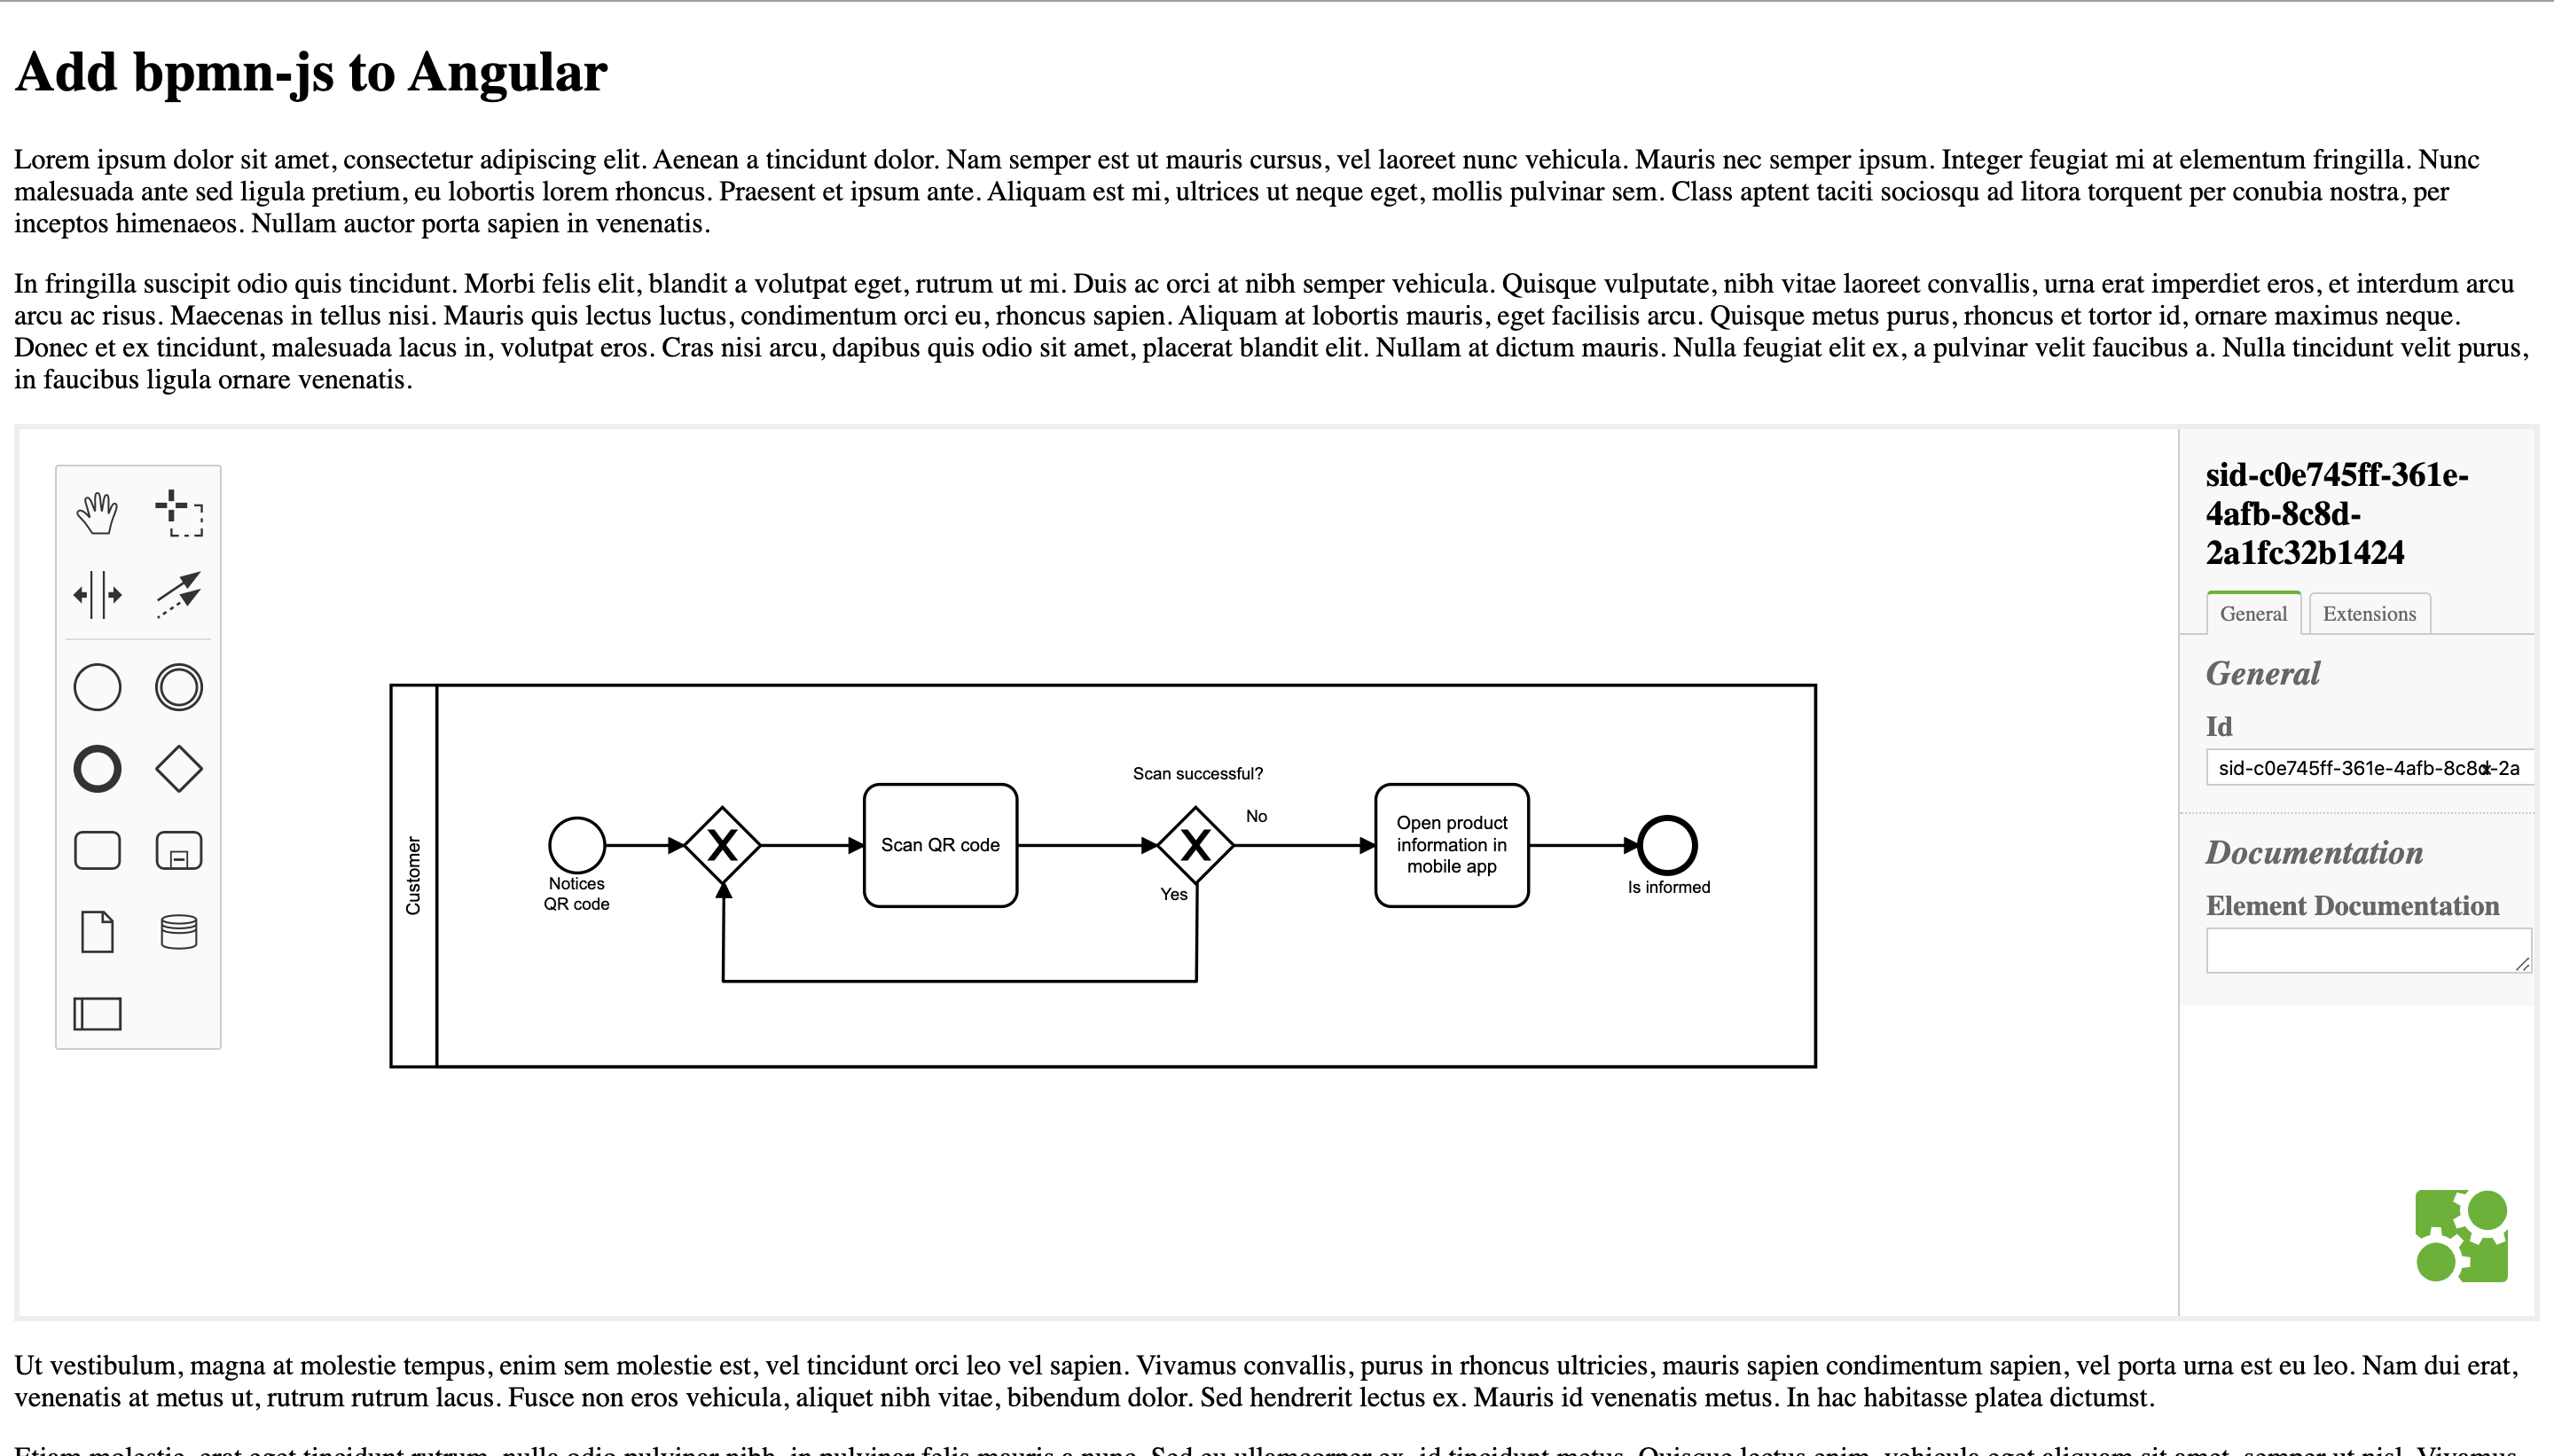 Add bpmn-js to Angular
Lorem ipsum dolor sit amet, consectetur adipiscing elit. Aenean a tincidunt dolor. Nam semper est ut mauris cursus, vel laoreet nunc vehicula. Mauris nec semper ipsum. Integer feugiat mi at elementum fringilla. Nunc
malesuada ante sed ligula pretium, eu lobortis lorem rhoncus. Praesent et ipsum ante. Aliquam est mi, ultrices ut neque eget, mollis pulvinar sem. Class aptent taciti sociosqu ad litora torquent per conubia nostra, per
inceptos himenaeos. Nullam auctor porta sapien in venenatis.
In fringilla suscipit odio quis tincidunt. Morbi felis elit, blandit a volutpat eget, rutrum ut mi. Duis ac orci at nibh semper vehicula. Quisque vulputate, nibh vitae laoreet convallis, urna erat imperdiet eros, et interdum arcu
arcu ac risus. Maecenas in tellus nisi. Mauris quis lectus luctus, condimentum orci eu, rhoncus sapien. Aliquam at lobortis mauris, eget facilisis arcu. Quisque metus purus, rhoncus et tortor id, ornare maximus neque.
Donec et ex tincidunt, malesuada lacus in, volutpat eros. Cras nisi arcu, dapibus quis odio sit amet, placerat blandit elit. Nullam at dictum mauris. Nulla feugiat elit ex, a pulvinar velit faucibus a. Nulla tincidunt velit purus,
in faucibus ligula ornare venenatis.
Customer
Notices
QR code
X
Scan QR code
Scan successful?
X
No
Yes
Open product
information in
mobile app
Is informed
sid-c0e745ff-361e-
4afb-8c8d-
2a1fc32b1424
General
Extensions
General
Id
sid-c0e745ff-361e-4afb-8c8d-2a
Documentation
Element Documentation
Ut vestibulum, magna at molestie tempus, enim sem molestie est, vel tincidunt orci leo vel sapien. Vivamus convallis, purus in rhoncus ultricies, mauris sapien condimentum sapien, vel porta urna est eu leo. Nam dui erat,
venenatis at metus ut, rutrum rutrum lacus. Fusce non eros vehicula, aliquet nibh vitae, bibendum dolor. Sed hendrerit lectus ex. Mauris id venenatis metus. In hac habitasse platea dictumst.